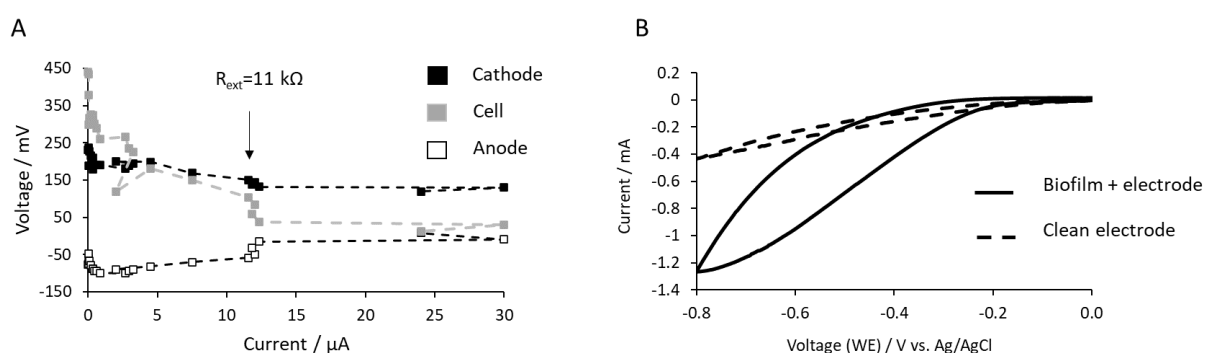 A
Voltage / mV
450
350
250
150
50
-50
-150
0
5
10
15
20
25
30
Current / µA
Rext=11 kΩ
Cathode
Cell
Anode
B
Current / mA
0.2
0
-0.2
-0.4
-0.6
-0.8
-1
-1.2
-1.4
-0.8
-0.6
-0.4
-0.2
0.0
Voltage (WE) / V vs. Ag/AgCl
Biofilm + electrode
Clean electrode